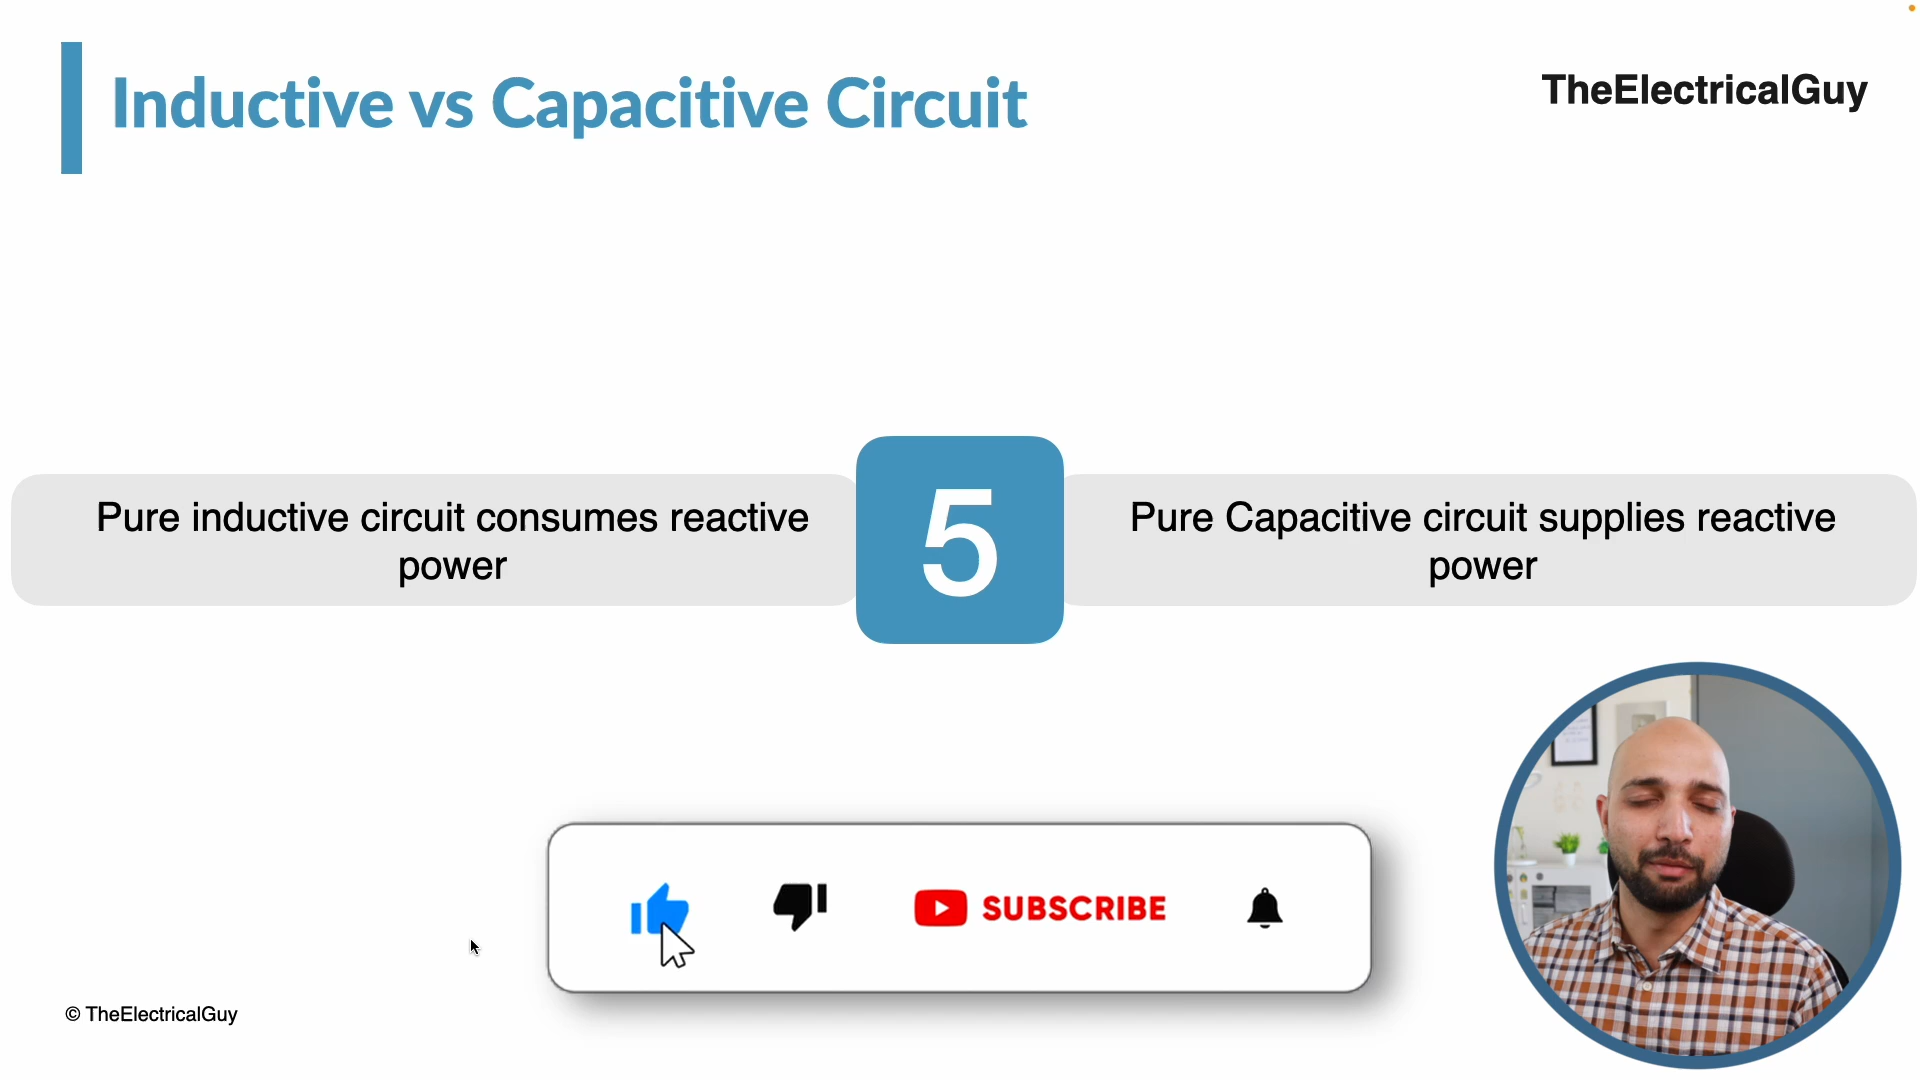 Inductive vs Capacitive Circuit
TheElectricalGuy
Pure inductive circuit consumes reactive
power
5
Pure Capacitive circuit supplies reactive
power
SUBSCRIBE
© TheElectricalGuy